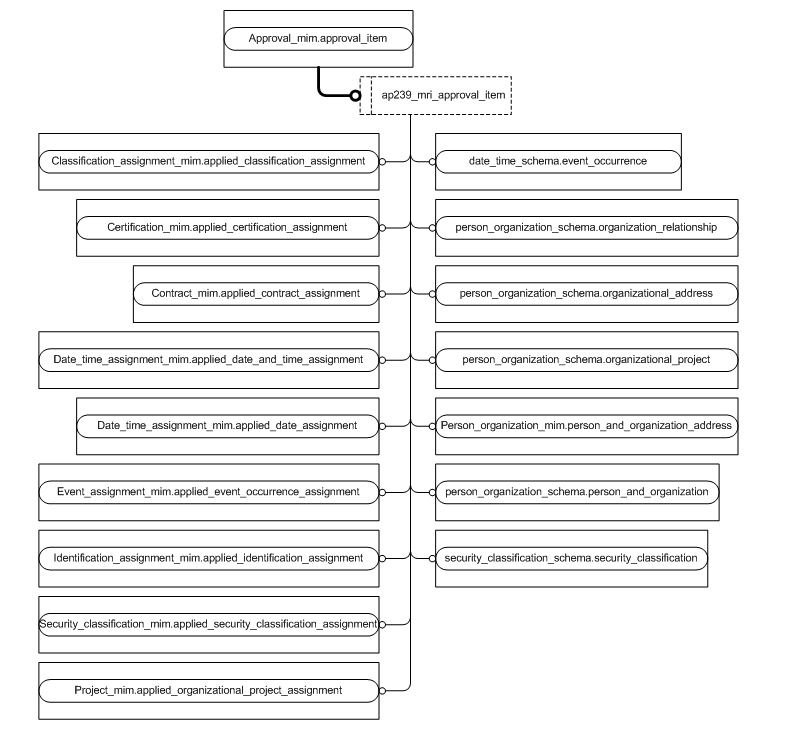 Approval_mim.approval_item
ap239_mri_approval_item
Classification_assignment_mim.applied_classification_assignment
date_time_schema.event_occurrence
Certification_mim.applied_certification_assignment
person_organization_schema.organization_relationship
Contract_mim.applied_contract_assignment
person_organization_schema.organizational_address
Date_time_assignment_mim.applied_date_and_time_assignment
person_organization_schema.organizational_project
Date_time_assignment_mim.applied_date_assignment
Person_organization_mim.person_and_organization_address
Event_assignment_mim.applied_event_occurrence_assignment
person_organization_schema.person_and_organization
Identification_assignment_mim.applied_identification_assignment
security_classification_schema.security_classification
Security_classification_mim.applied_security_classification_assignment
Project_mim.applied_organizational_project_assignment